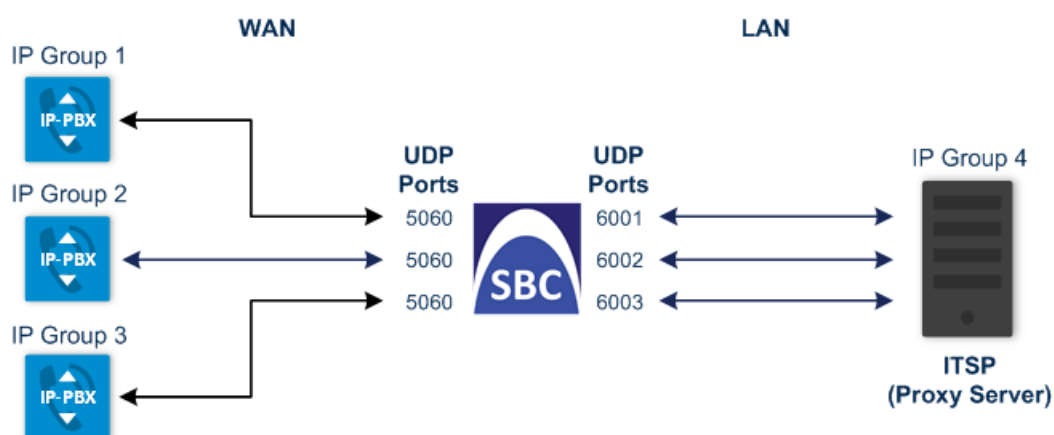 WAN
LAN
IP Group 1
IP-PBX
IP Group 2
IP-PBX
IP Group 3
IP-PBX
UDP
Ports
5060
5060
5060
SBC
UDP
Ports
6001
6002
6003
IP Group 4
ITSP
(Proxy Server)